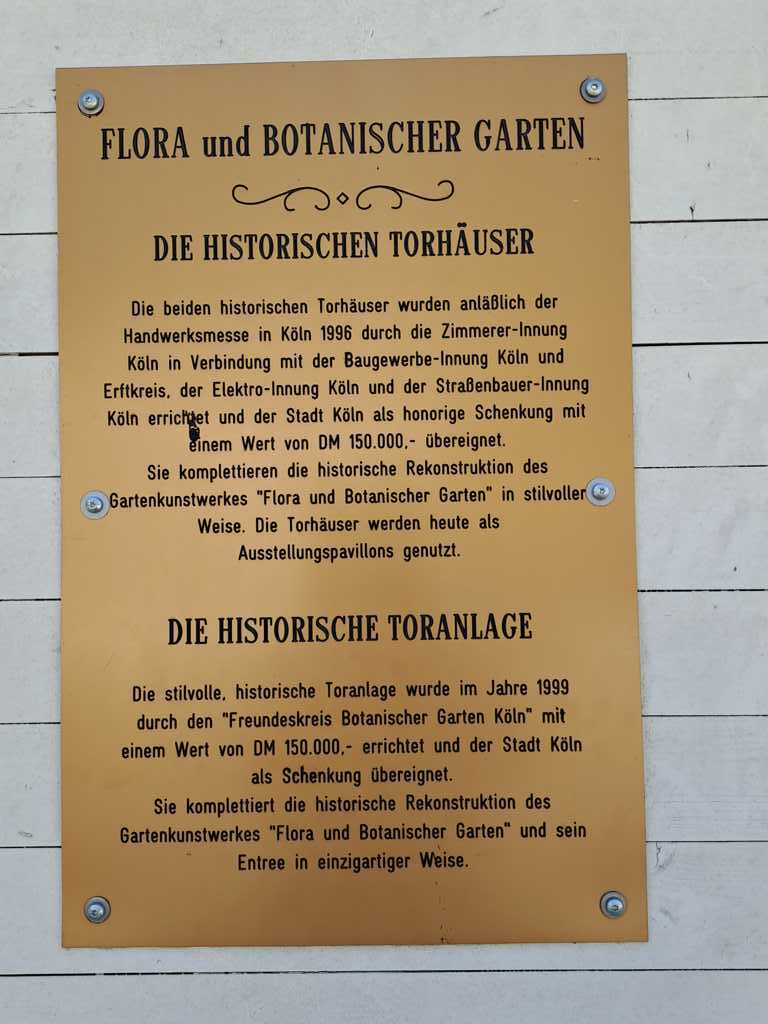 FLORA und BOTANISCHER GARTEN
DIE HISTORISCHEN TORHÄUSER
Die beiden historischen Torhäuser wurden anläßlich der
Handwerksmesse in Köln 1996 durch die Zimmerer-Innung
Köln in Verbindung mit der Baugewerbe-Innung Köln und
Erftkreis, der Elektro-Innung Köln und der Straßenbauer-Innung
Köln errichtet und der Stadt Köln als honorige Schenkung mit
einem Wert von DM 150.000,- übereignet.
Sie komplettieren die historische Rekonstruktion des
Gartenkunstwerkes "Flora und Botanischer Garten" in stilvoller
Weise. Die Torhäuser werden heute als
Ausstellungspavillons genutzt.
DIE HISTORISCHE TORANLAGE
Die stilvolle, historische Toranlage wurde im Jahre 1999
durch den "Freundeskreis Botanischer Garten Köln" mit
einem Wert von DM 150.000,- errichtet und der Stadt Köln
als Schenkung übereignet.
Sie komplettiert die historische Rekonstruktion des
Gartenkunstwerkes "Flora und Botanischer Garten" und sein
Entree in einzigartiger Weise.